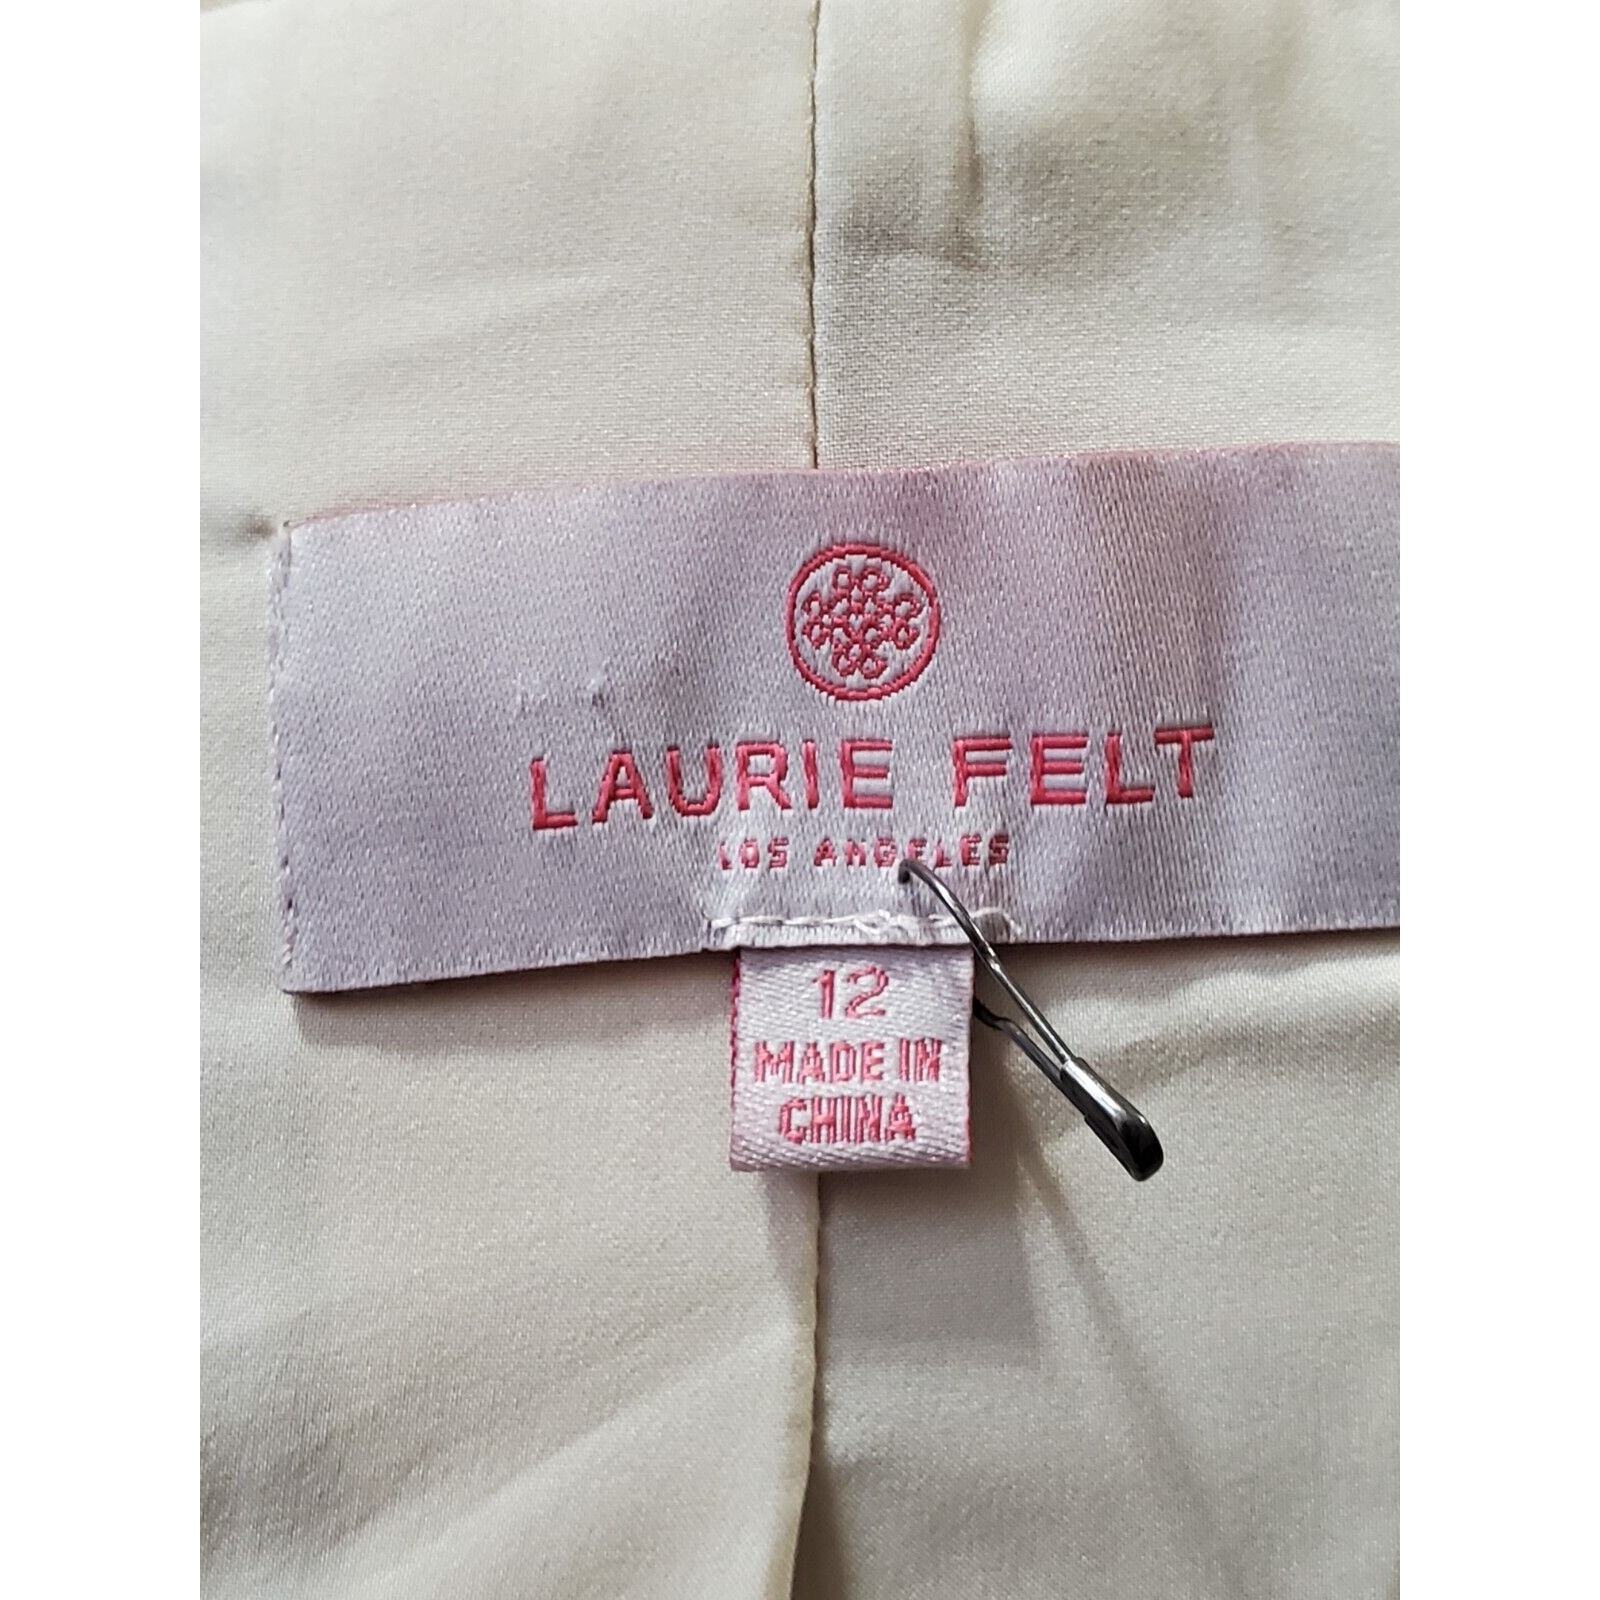 LAURIE FELT
LOS ANGELES
12
MADE IN
CHINA